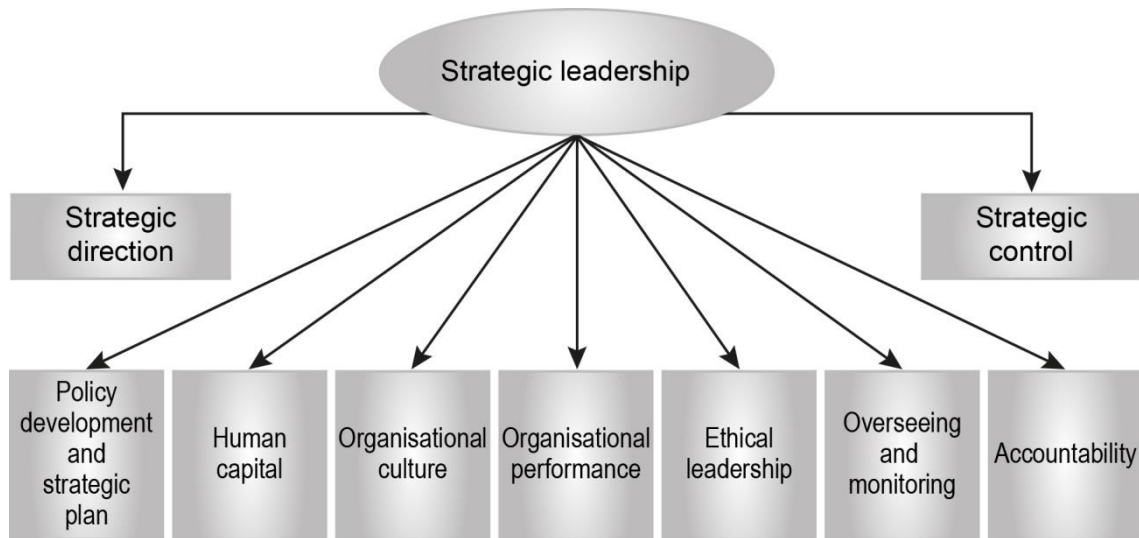 Strategic leadership
Strategic
direction
Strategic
control
Policy
development
and
strategic
plan
Human
capital
Organisational
culture
Organisational
performance
Ethical
leadership
Overseeing
and
monitoring
Accountability